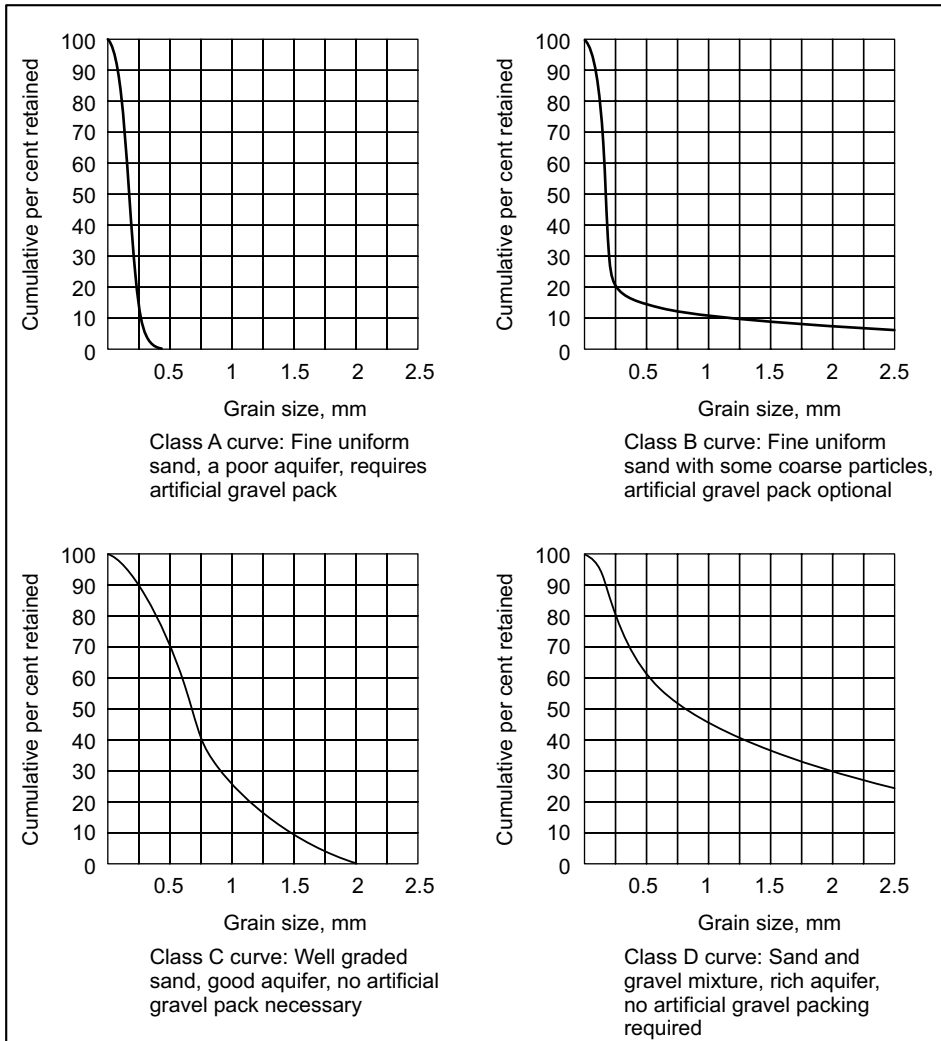 Cumulative per cent retained
100
90
80
70
60
50
40
30
20
10
0
0.5 1 1.5 2 2.5
Grain size, mm
Class A curve: Fine uniform
sand, a poor aquifer, requires
artificial gravel pack
Cumulative per cent retained
100
90
80
70
60
50
40
30
20
10
0
0.5 1 1.5 2 2.5
Grain size, mm
Class B curve: Fine uniform
sand with some coarse particles,
artificial gravel pack optional
Cumulative per cent retained
100
90
80
70
60
50
40
30
20
10
0
0.5 1 1.5 2 2.5
Grain size, mm
Class C curve: Well graded
sand, good aquifer, no artificial
gravel pack necessary
Cumulative per cent retained
100
90
80
70
60
50
40
30
20
10
0
0.5 1 1.5 2 2.5
Grain size, mm
Class D curve: Sand and
gravel mixture, rich aquifer,
no artificial gravel packing
required